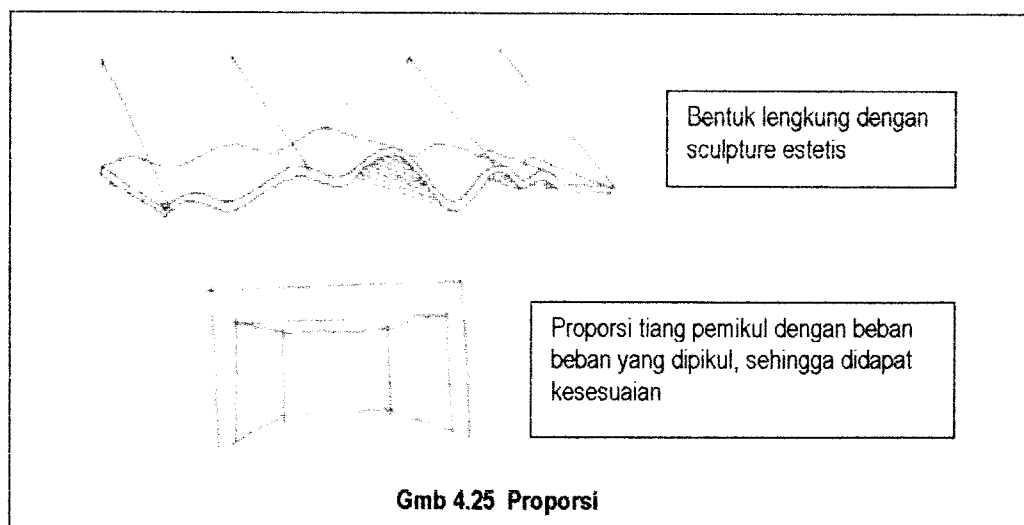 Bentuk lengkung dengan
sculpture estetis
Proporsi tiang pemikul dengan beban
beban yang dipikul, sehingga didapat
kesesuaian
Gmb 4.25 Proporsi